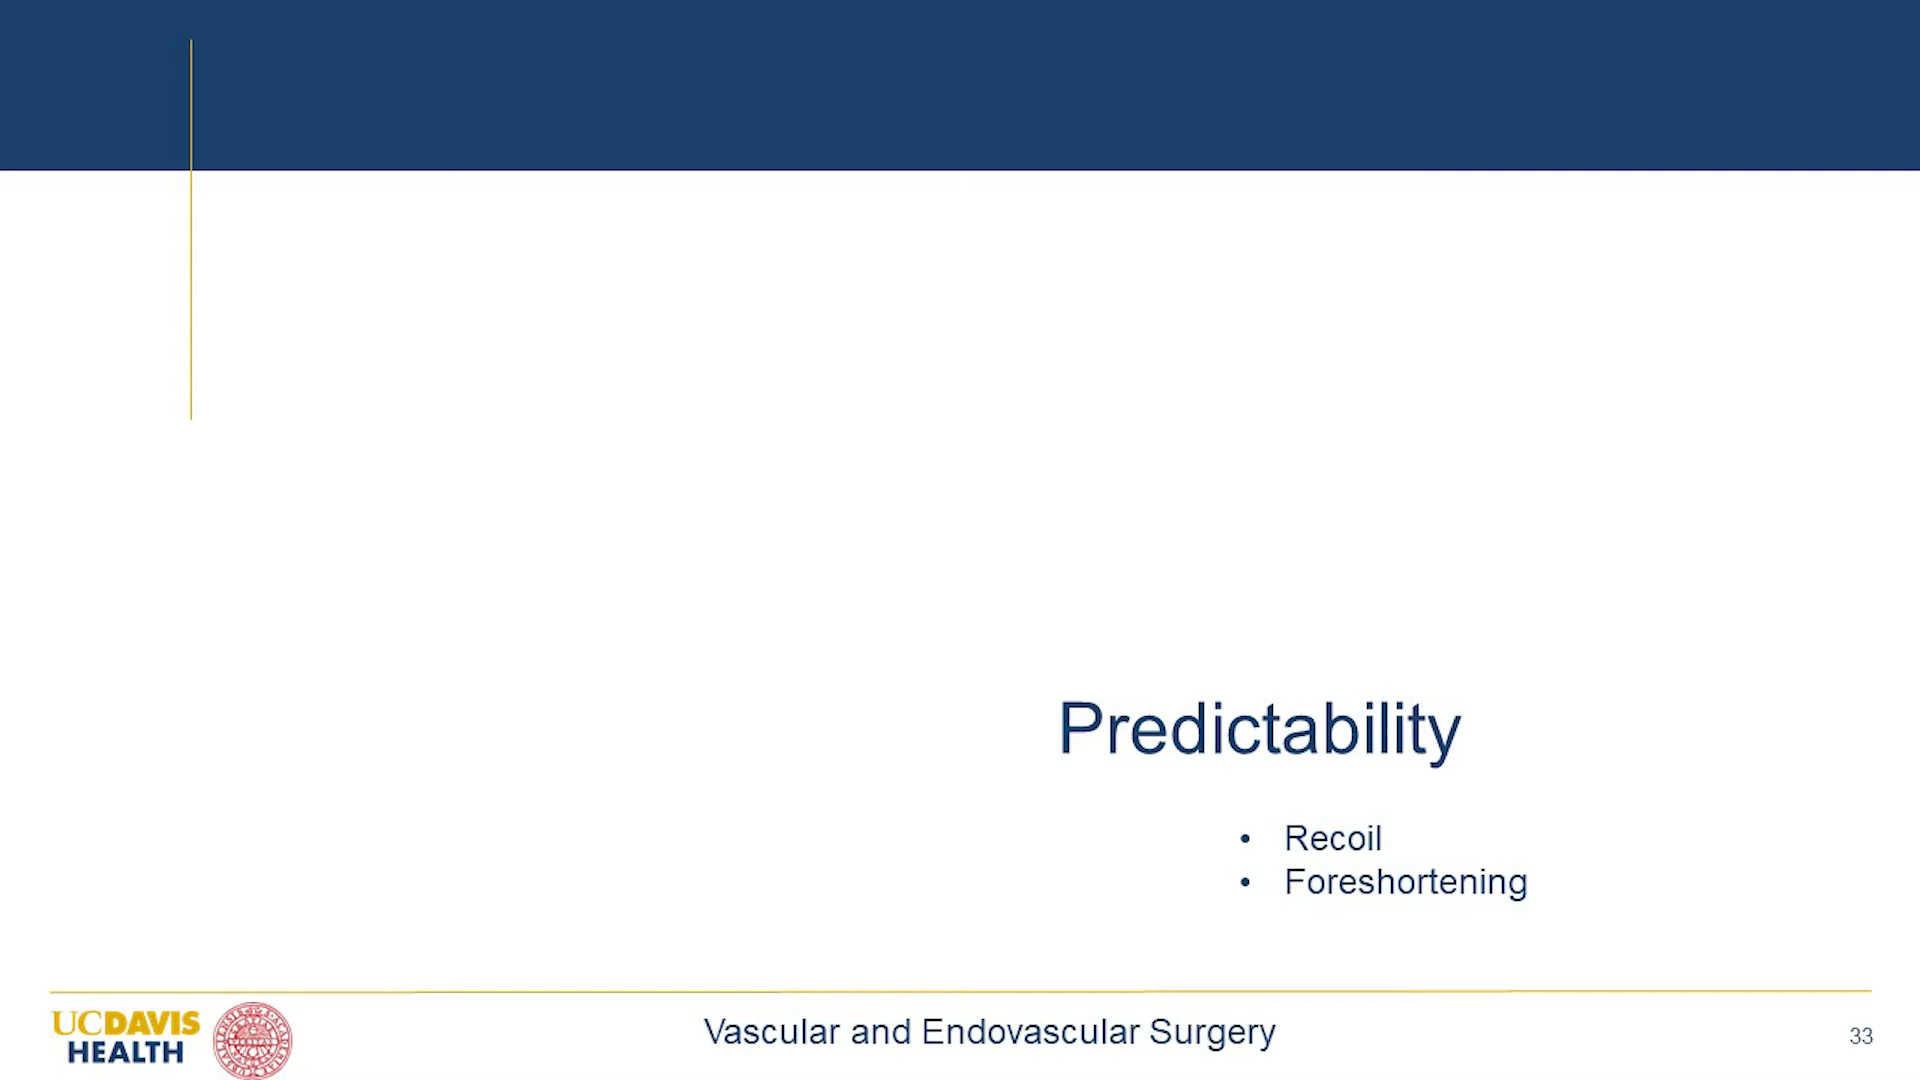 Predictability
• Recoil
• Foreshortening
UCDAVIS
HEALTH
Vascular and Endovascular Surgery
33